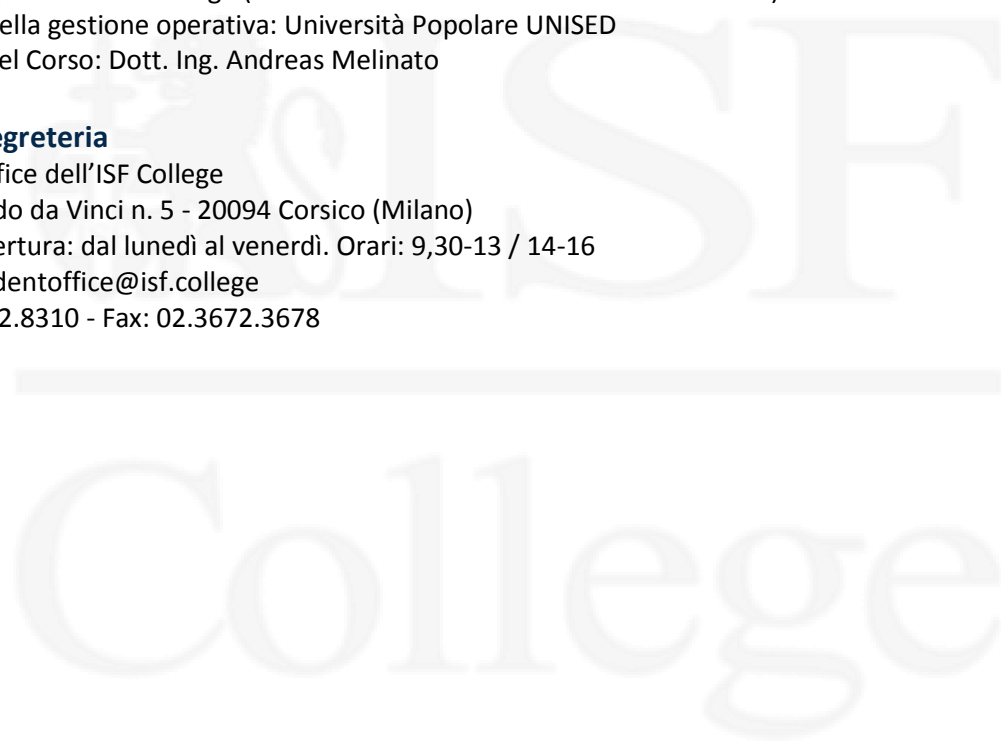 ella gestione operativa: Università Popolare UNISED
el Corso: Dott. Ing. Andreas Melinato
egreteria
fice dell'ISF College
do da Vinci n. 5 - 20094 Corsico (Milano)
ertura: dal lunedì al venerdì. Orari: 9,30-13 / 14-16
dentoffice@isf.college
2.8310 - Fax: 02.3672.3678
ISF
College